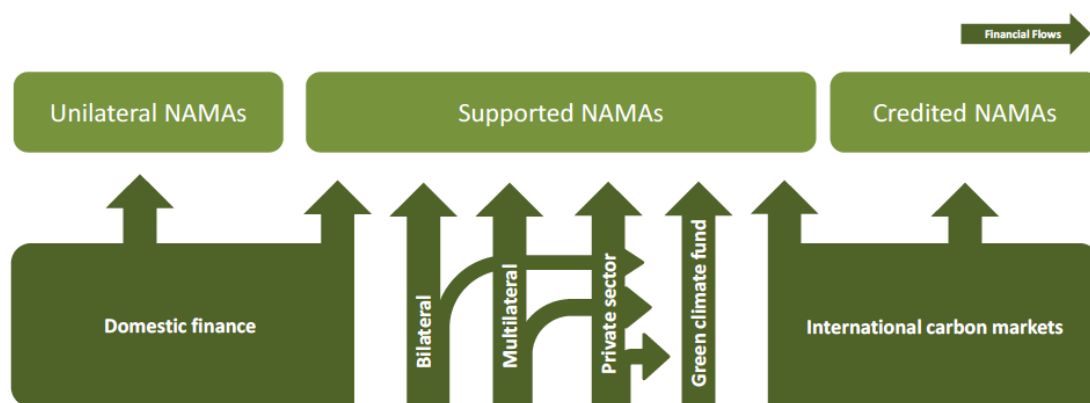 Financial Flows
Unilateral NAMAs
Supported NAMAs
Credited NAMAs
Domestic finance
Bilateral
Multilateral
Private sector
Green climate fund
International carbon markets